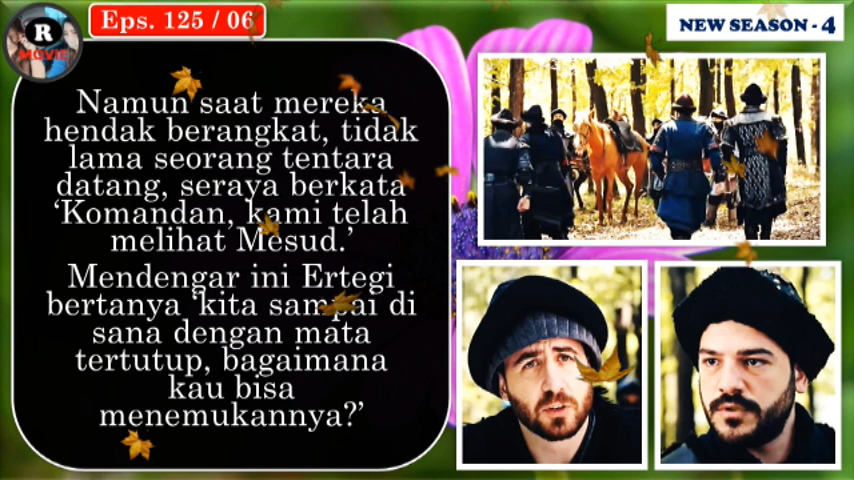 R
MOVIE
Eps. 125 / 06
NEW SEASON - 4
Namun saat mereka
hendak berangkat, tidak
lama seorang tentara
datang, seraya berkata
‘Komandan, kami telah
melihat Mesud.’
Mendengar ini Ertegi
bertanya ‘kita sampai di
sana dengan mata
tertutup, bagaimana
kau bisa
menemukannya?’